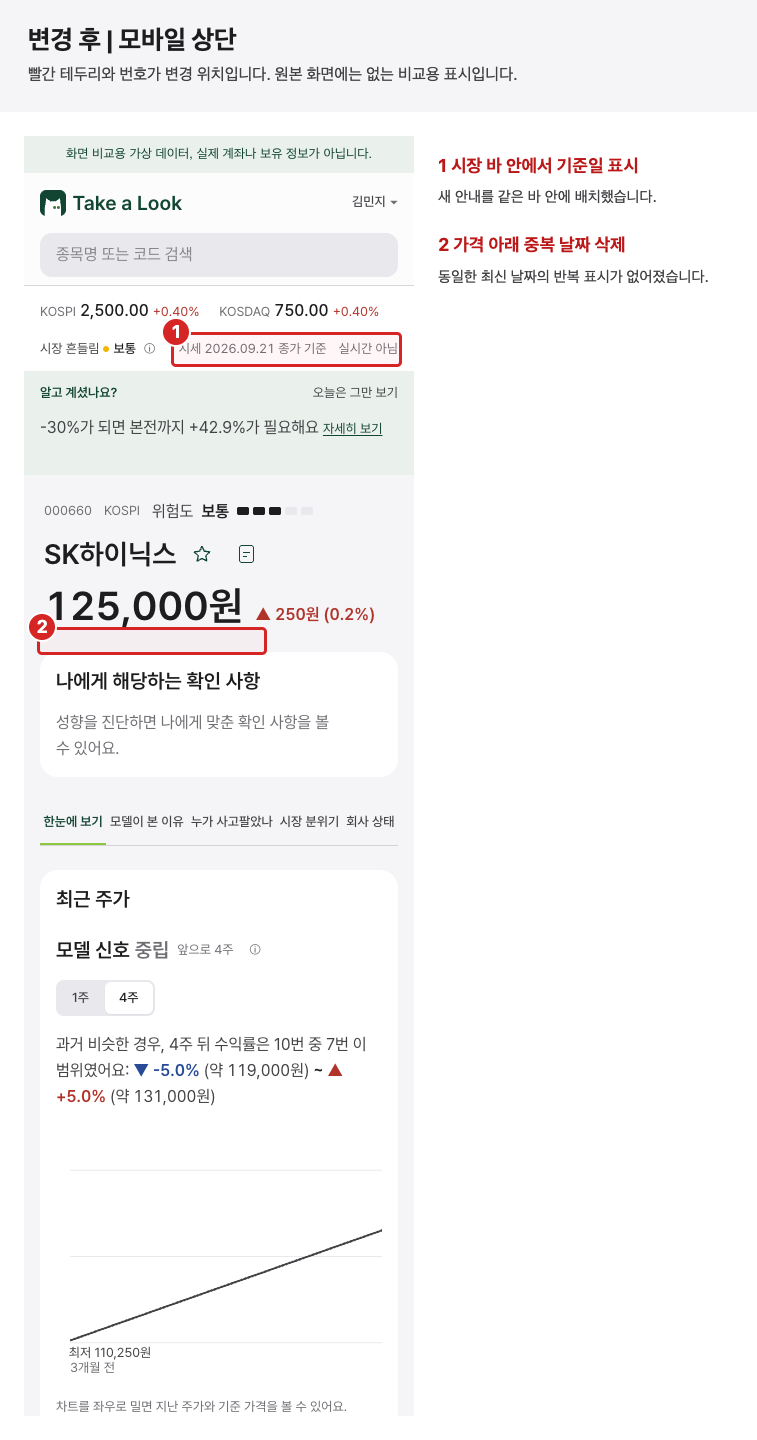 변경 후 | 모바일 상단
빨간 테두리와 번호가 변경 위치입니다. 원본 화면에는 없는 비교용 표시입니다.
화면 비교용 가상 데이터, 실제 계좌나 보유 정보가 아닙니다.
Take a Look
김민지
종목명 또는 코드 검색
KOSPI 2,500.00 +0.40% KOSDAQ 750.00 +0.40%
1
시장 흔들림 보통 시세 2026.09.21 종가 기준 실시간 아님
알고 계셨나요? 오늘은 그만 보기
-30%가 되면 본전까지 +42.9%가 필요해요 자세히 보기
000660 KOSPI 위험도 보통
SK하이닉스
125,000원 ▲ 250원 (0.2%)
2
나에게 해당하는 확인 사항
성향을 진단하면 나에게 맞춘 확인 사항을 볼
수 있어요.
한눈에 보기 모델이 본 이유 누가 사고팔았나 시장 분위기 회사 상태
최근 주가
모델 신호 중립 앞으로 4주
1주 4주
과거 비슷한 경우, 4주 뒤 수익률은 10번 중 7번 이
범위였어요: ▼ -5.0% (약 119,000원) ~ ▲
+5.0% (약 131,000원)
최저 110,250원
3개월 전
차트를 좌우로 밀면 지난 주가와 기준 가격을 볼 수 있어요.
1 시장 바 안에서 기준일 표시
새 안내를 같은 바 안에 배치했습니다.
2 가격 아래 중복 날짜 삭제
동일한 최신 날짜의 반복 표시가 없어졌습니다.